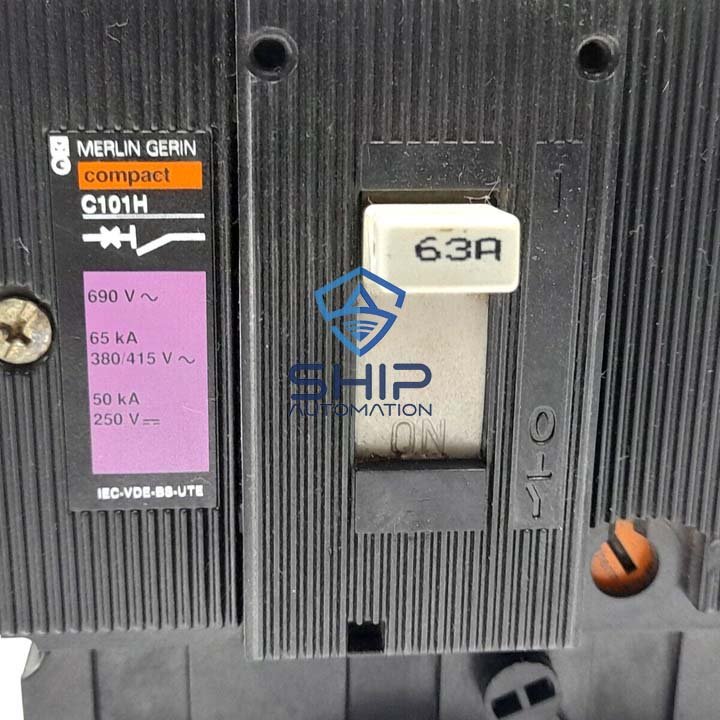 MERLIN GERIN
compact
C101H
690 V ~
65 kA
380/415 V ~
50 kA
250 V ⎓
IEC-VDE-BS-UTE
I
63A
SHIP
AUTOMATION
ON
O